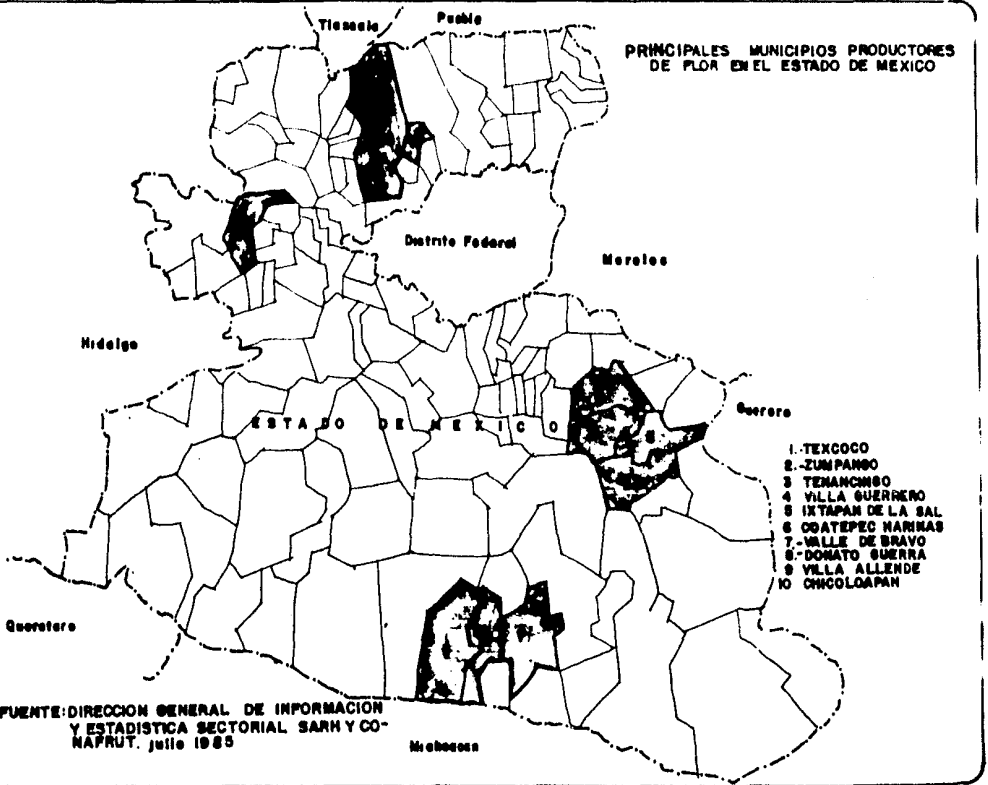 Tlaxcala
Puebla
PRINCIPALES MUNICIPIOS PRODUCTORES
DE FLOR EN EL ESTADO DE MEXICO
Distrito Federal
Morelos
Hidalgo
Guerrero
ESTADO DE MEXICO
1.-TEXCOCO
2.-ZUMPANGO
3 TENANCINGO
4 VILLA GUERRERO
5 IXTAPAN DE LA SAL
6 COATEPEC HARINAS
7.-VALLE DE BRAVO
8.-DONATO GUERRA
9 VILLA ALLENDE
10 CHICOLOAPAN
Queretaro
FUENTE: DIRECCION GENERAL DE INFORMACION
Y ESTADISTICA SECTORIAL SARH Y CO-
NAFRUT. julio 1985
Michoacan